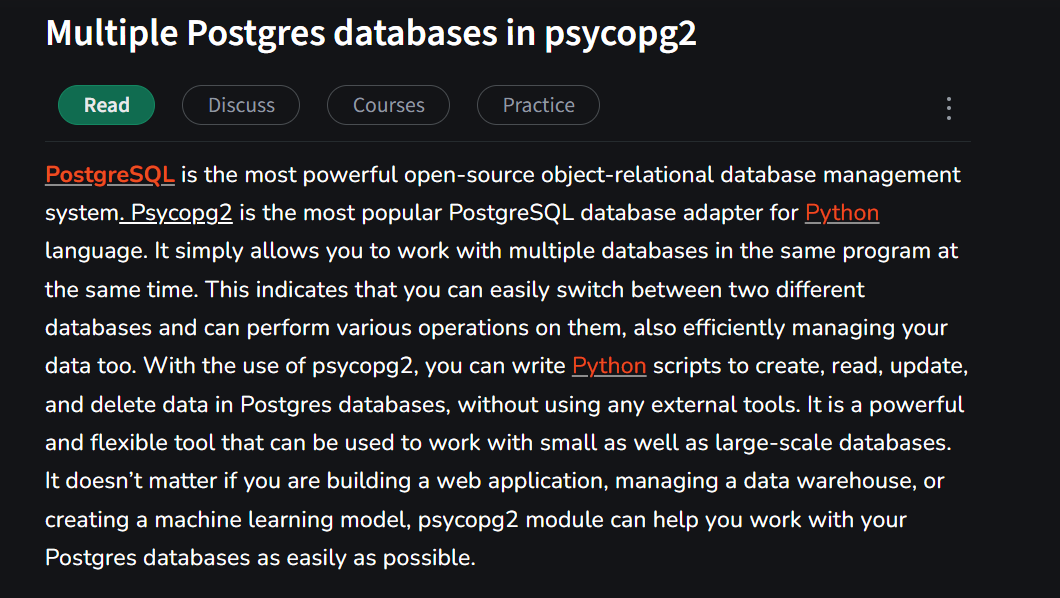 Multiple Postgres databases in psycopg2
Read Discuss Courses Practice
PostgreSQL is the most powerful open-source object-relational database management
system. Psycopg2 is the most popular PostgreSQL database adapter for Python
language. It simply allows you to work with multiple databases in the same program at
the same time. This indicates that you can easily switch between two different
databases and can perform various operations on them, also efficiently managing your
data too. With the use of psycopg2, you can write Python scripts to create, read, update,
and delete data in Postgres databases, without using any external tools. It is a powerful
and flexible tool that can be used to work with small as well as large-scale databases.
It doesn’t matter if you are building a web application, managing a data warehouse, or
creating a machine learning model, psycopg2 module can help you work with your
Postgres databases as easily as possible.